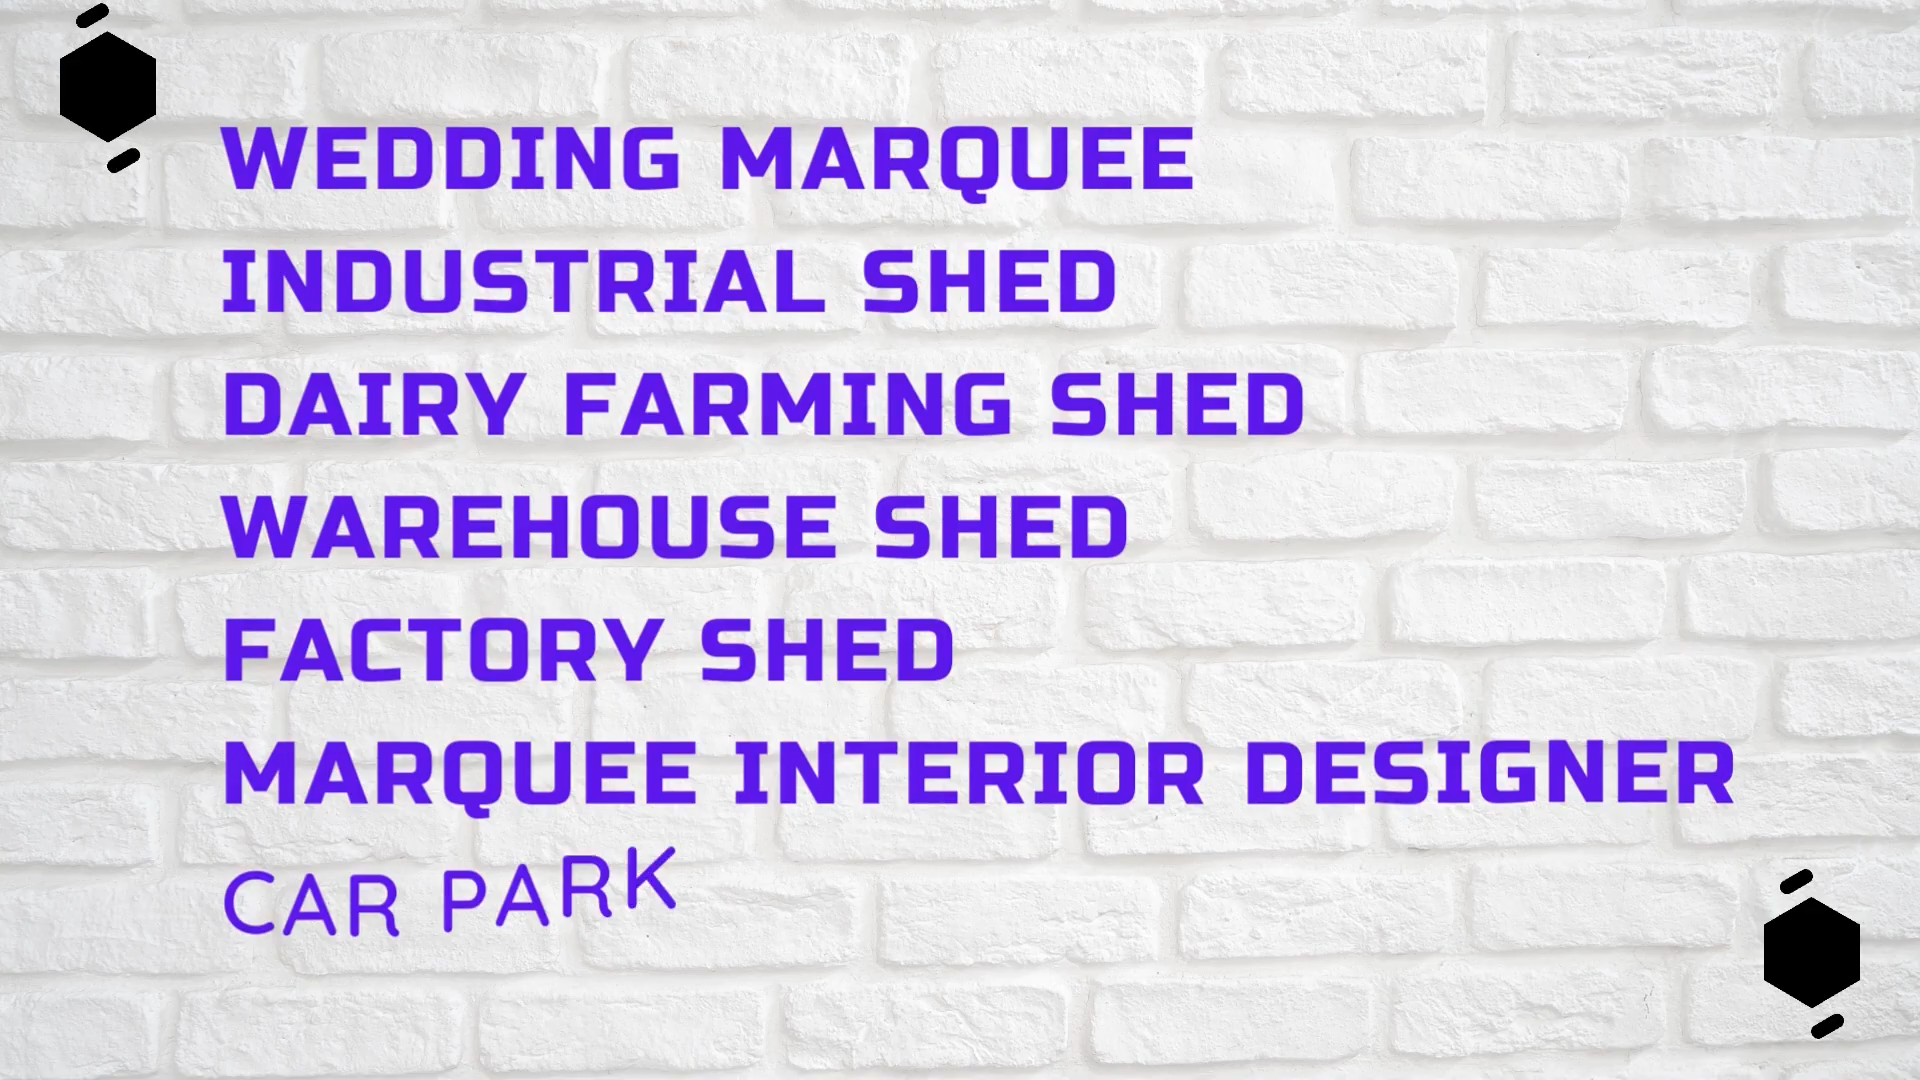 WEDDING MARQUEE
INDUSTRIAL SHED
DAIRY FARMING SHED
WAREHOUSE SHED
FACTORY SHED
MARQUEE INTERIOR DESIGNER
CAR PARK